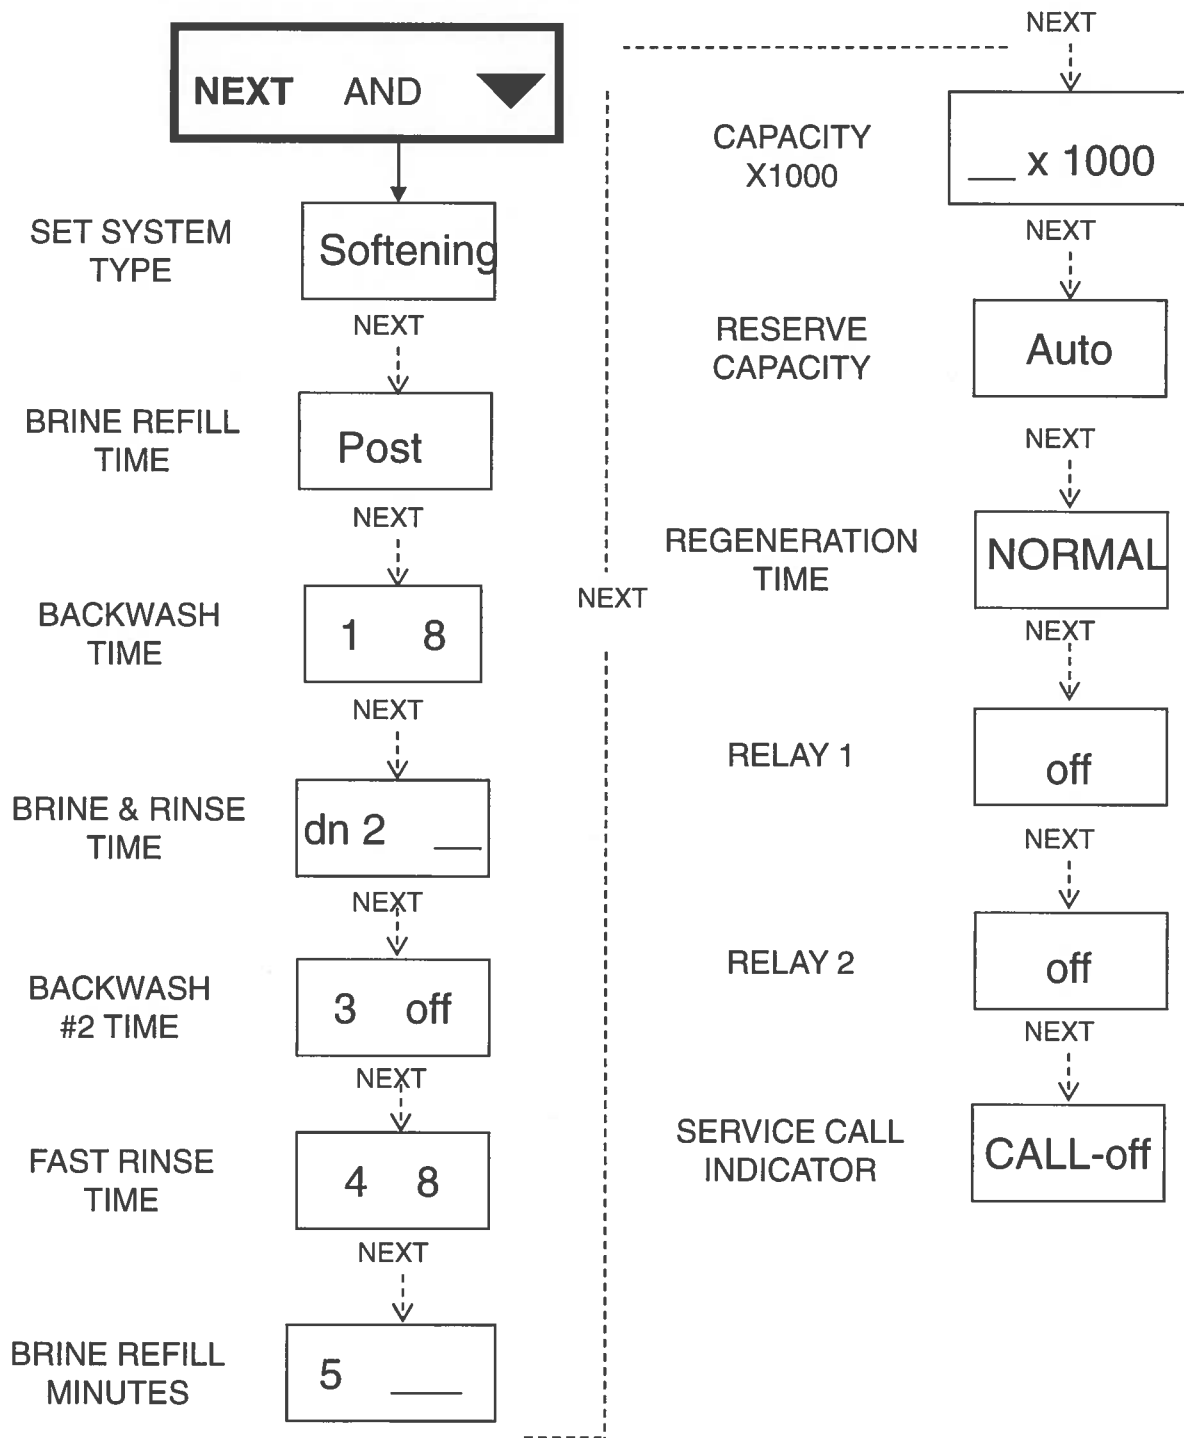 NEXT AND
SET SYSTEM
TYPE
Softening
NEXT
BRINE REFILL
TIME
Post
NEXT
BACKWASH
TIME
1 8
NEXT
BRINE & RINSE
TIME
dn 2 __
NEXT
BACKWASH
#2 TIME
3 off
NEXT
FAST RINSE
TIME
4 8
NEXT
BRINE REFILL
MINUTES
5 ___
NEXT
NEXT
CAPACITY
X1000
__ x 1000
NEXT
RESERVE
CAPACITY
Auto
NEXT
REGENERATION
TIME
NORMAL
NEXT
RELAY 1
off
NEXT
RELAY 2
off
NEXT
SERVICE CALL
INDICATOR
CALL-off